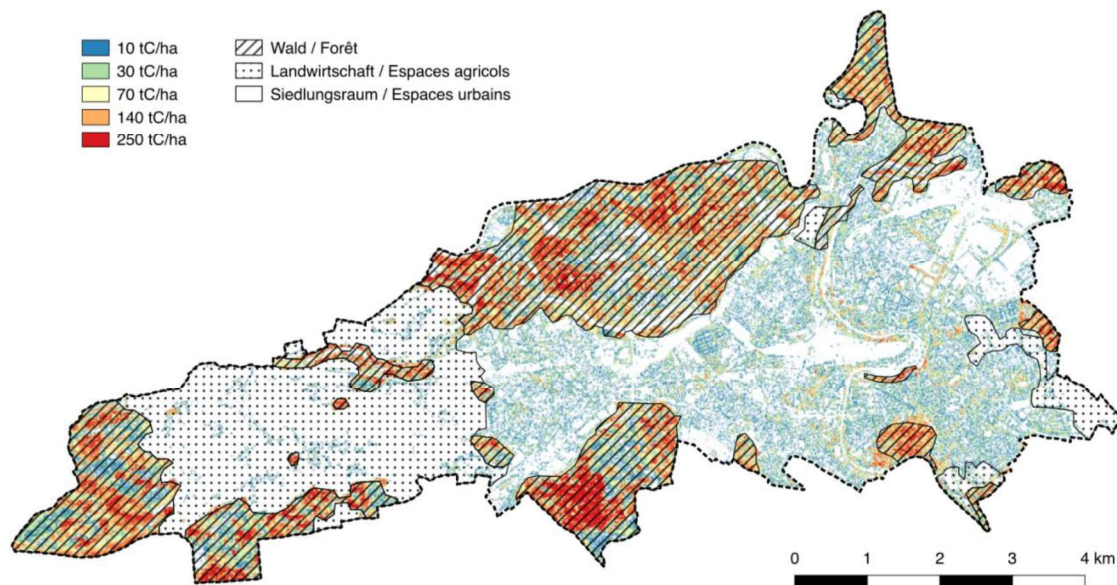 10 tC/ha
30 tC/ha
70 tC/ha
140 tC/ha
250 tC/ha
Wald / Forêt
Landwirtschaft / Espaces agricols
Siedlungsraum / Espaces urbains
0 1 2 3 4 km